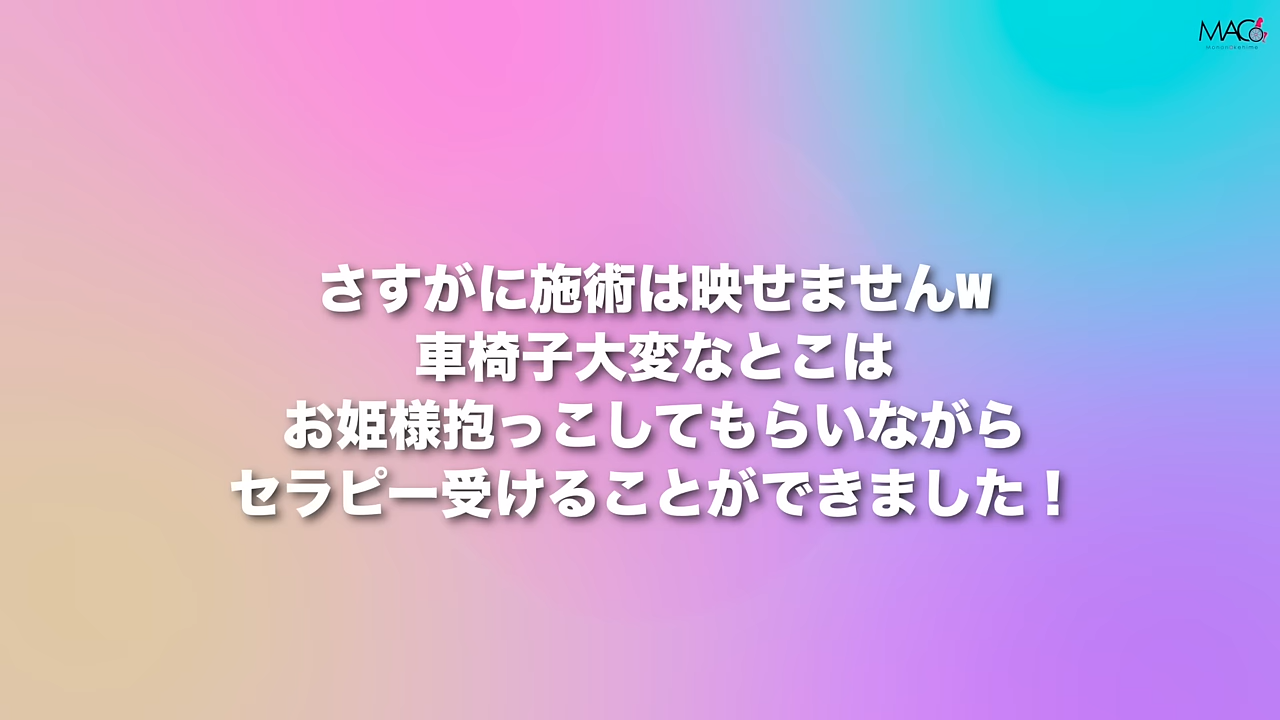 MACO
さすがに施術は映せませんw
車椅子大変なとこは
お姫様抱っこしてもらいながら
セラピー受けることができました！